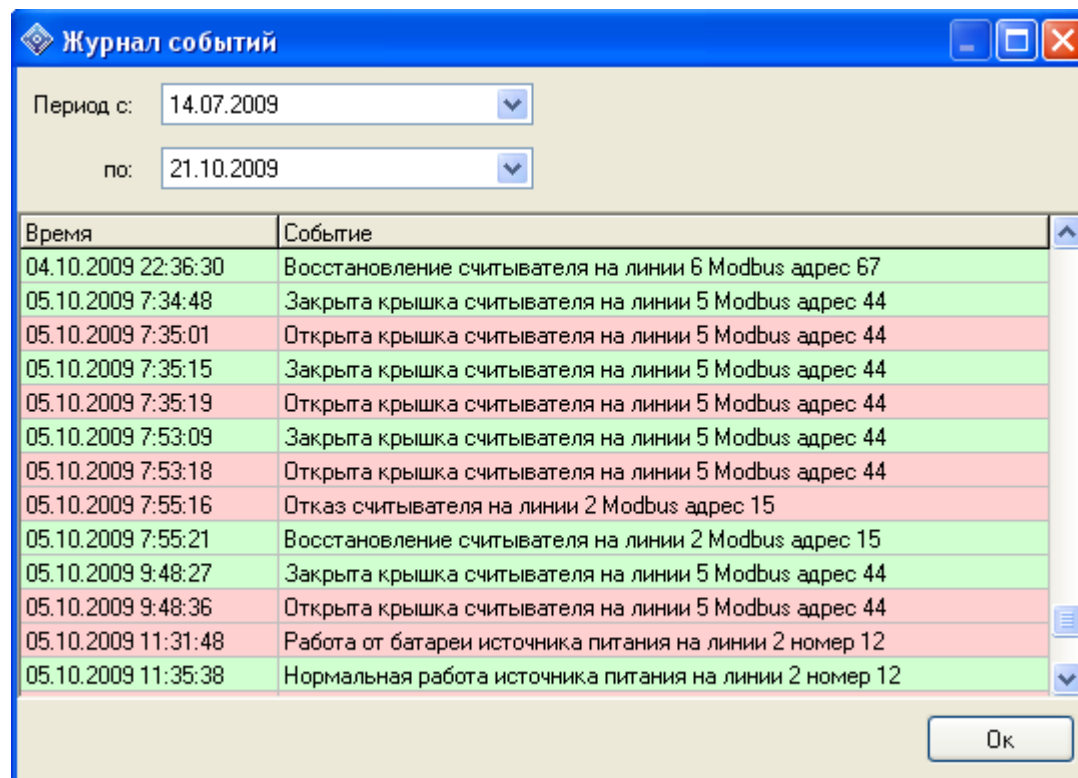 Журнал событий
Период с: 14.07.2009
по: 21.10.2009
Время Событие
04.10.2009 22:36:30 Восстановление считывателя на линии 6 Modbus адрес 67
05.10.2009 7:34:48 Закрыта крышка считывателя на линии 5 Modbus адрес 44
05.10.2009 7:35:01 Открыта крышка считывателя на линии 5 Modbus адрес 44
05.10.2009 7:35:15 Закрыта крышка считывателя на линии 5 Modbus адрес 44
05.10.2009 7:35:19 Открыта крышка считывателя на линии 5 Modbus адрес 44
05.10.2009 7:53:09 Закрыта крышка считывателя на линии 5 Modbus адрес 44
05.10.2009 7:53:18 Открыта крышка считывателя на линии 5 Modbus адрес 44
05.10.2009 7:55:16 Отказ считывателя на линии 2 Modbus адрес 15
05.10.2009 7:55:21 Восстановление считывателя на линии 2 Modbus адрес 15
05.10.2009 9:48:27 Закрыта крышка считывателя на линии 5 Modbus адрес 44
05.10.2009 9:48:36 Открыта крышка считывателя на линии 5 Modbus адрес 44
05.10.2009 11:31:48 Работа от батареи источника питания на линии 2 номер 12
05.10.2009 11:35:38 Нормальная работа источника питания на линии 2 номер 12
Ок